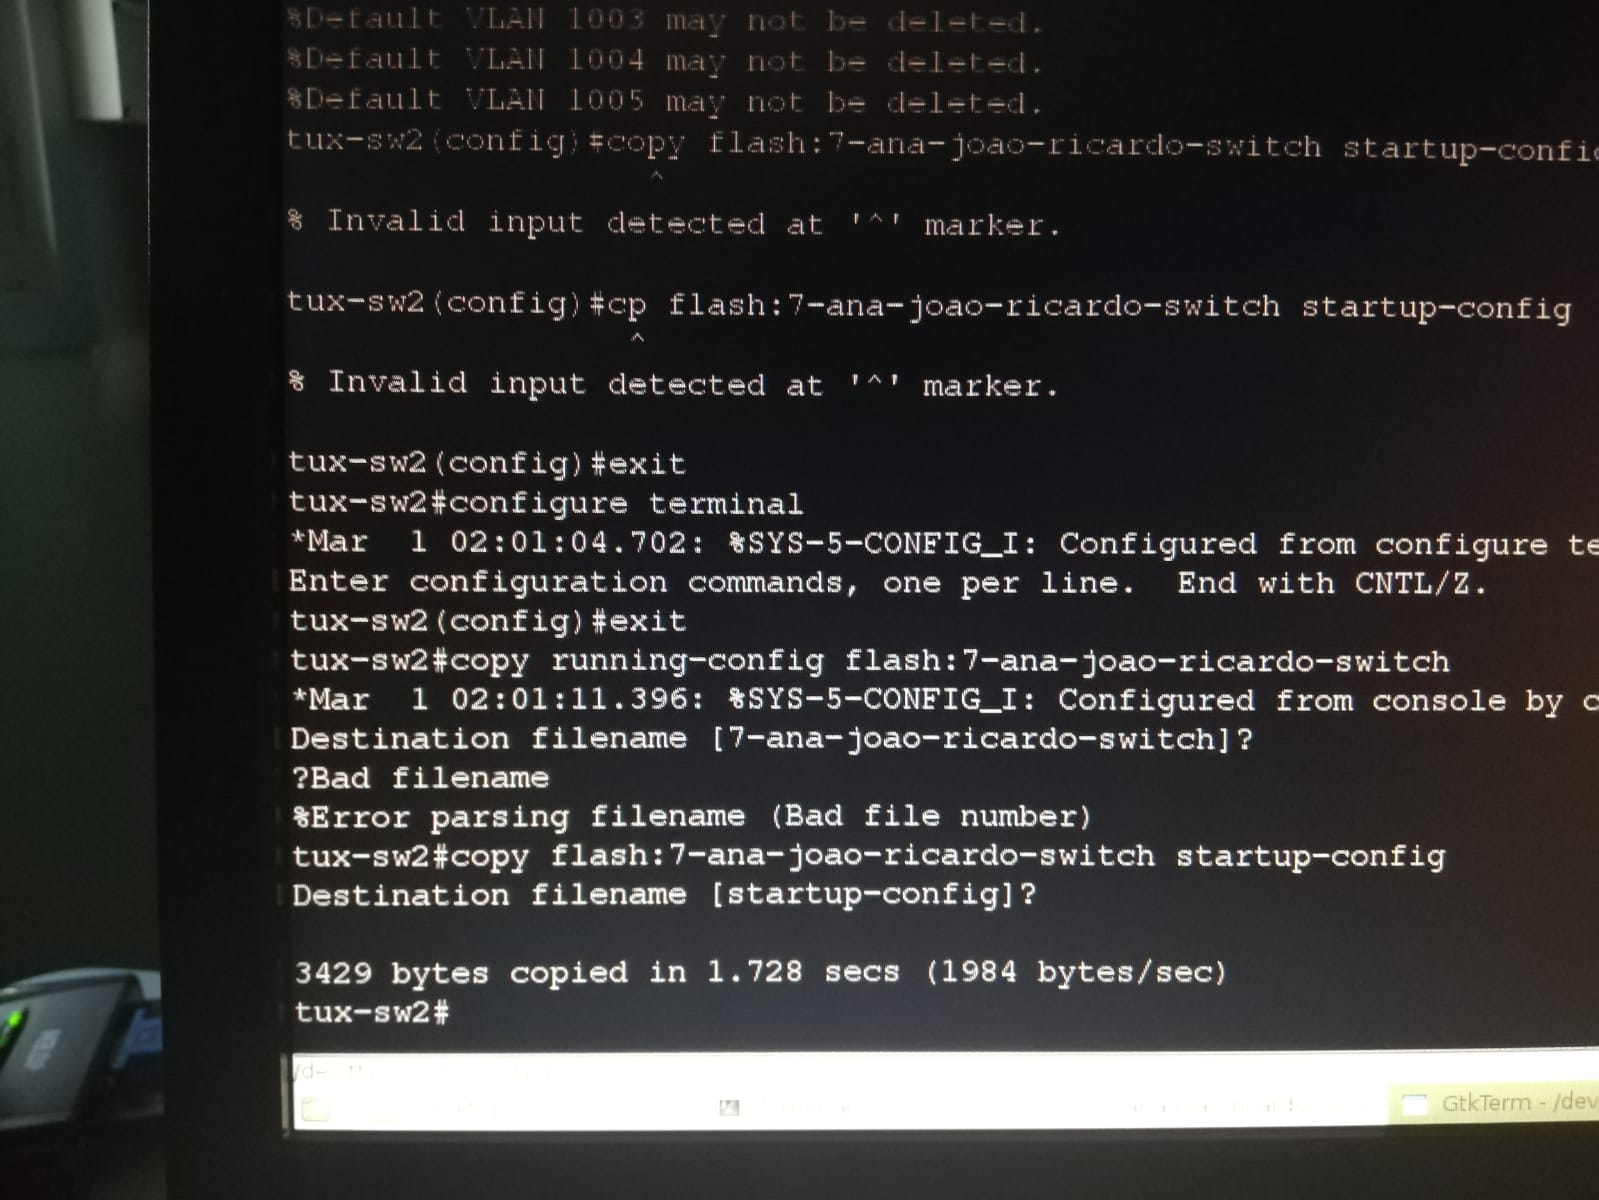 %Default VLAN 1003 may not be deleted.
%Default VLAN 1004 may not be deleted.
%Default VLAN 1005 may not be deleted.
tux-sw2(config)#copy flash:7-ana-joao-ricardo-switch startup-config
^
% Invalid input detected at '^' marker.
tux-sw2(config)#cp flash:7-ana-joao-ricardo-switch startup-config
^
% Invalid input detected at '^' marker.
tux-sw2(config)#exit
tux-sw2#configure terminal
*Mar  1 02:01:04.702: %SYS-5-CONFIG_I: Configured from configure te
Enter configuration commands, one per line.  End with CNTL/Z.
tux-sw2(config)#exit
tux-sw2#copy running-config flash:7-ana-joao-ricardo-switch
*Mar  1 02:01:11.396: %SYS-5-CONFIG_I: Configured from console by c
Destination filename [7-ana-joao-ricardo-switch]?
?Bad filename
%Error parsing filename (Bad file number)
tux-sw2#copy flash:7-ana-joao-ricardo-switch startup-config
Destination filename [startup-config]?
3429 bytes copied in 1.728 secs (1984 bytes/sec)
tux-sw2#
GtkTerm - /dev